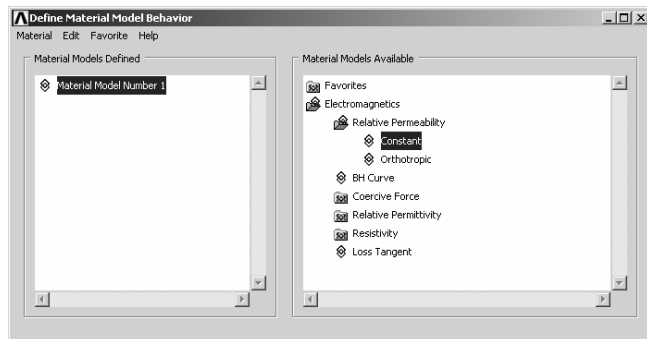 Define Material Model Behavior
Material Edit Favorite Help
Material Models Defined
Material Model Number 1
Material Models Available
Favorites
Electromagnetics
Relative Permeability
Constant
Orthotropic
BH Curve
Coercive Force
Relative Permittivity
Resistivity
Loss Tangent